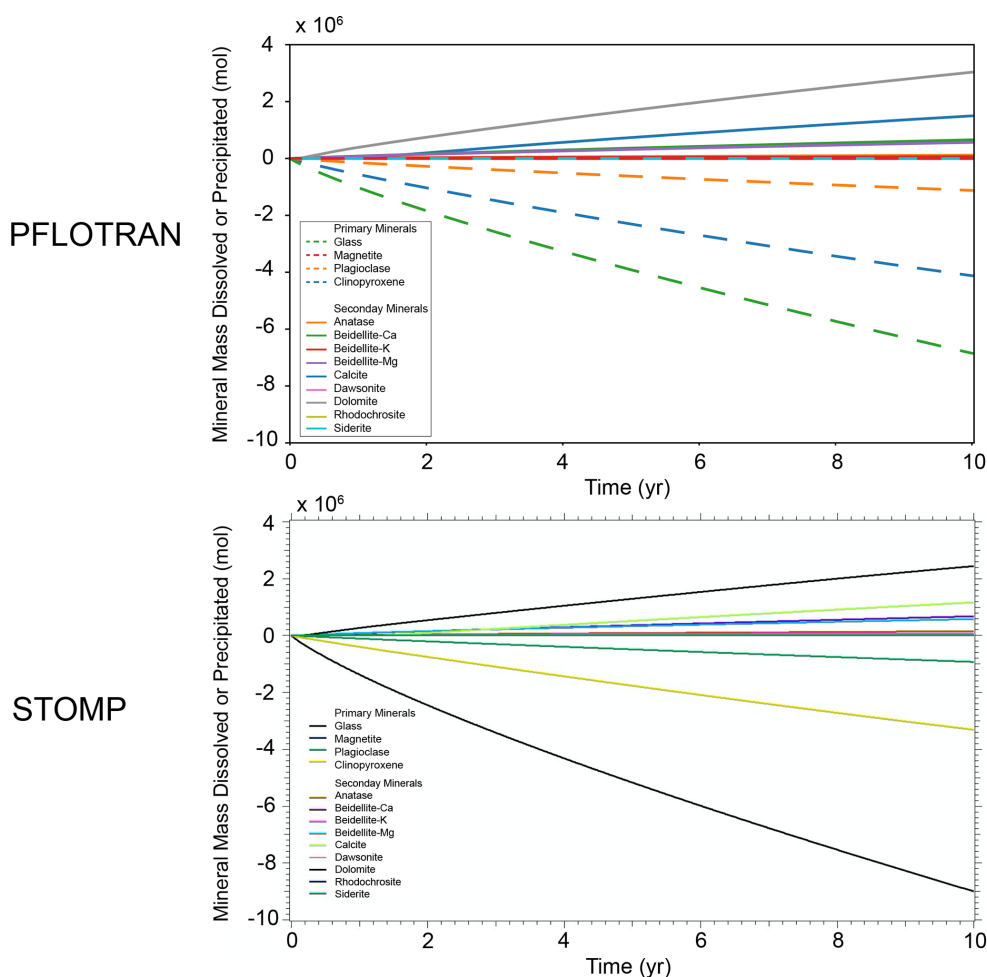 PFLOTRAN
x 10⁶
Mineral Mass Dissolved or Precipitated (mol)
4
2
0
-2
-4
-6
-8
-10
Primary Minerals
Glass
Magnetite
Plagioclase
Clinopyroxene
Seconday Minerals
Anatase
Beidellite-Ca
Beidellite-K
Beidellite-Mg
Calcite
Dawsonite
Dolomite
Rhodochrosite
Siderite
0 2 4 6 8 10
Time (yr)
STOMP
x 10⁶
Mineral Mass Dissolved or Precipitated (mol)
4
2
0
-2
-4
-6
-8
-10
Primary Minerals
Glass
Magnetite
Plagioclase
Clinopyroxene
Seconday Minerals
Anatase
Beidellite-Ca
Beidellite-K
Beidellite-Mg
Calcite
Dawsonite
Dolomite
Rhodochrosite
Siderite
0 2 4 6 8 10
Time (yr)